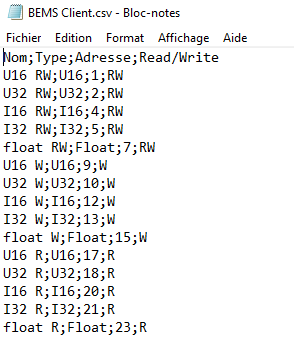 BEMS Client.csv - Bloc-notes
Fichier Edition Format Affichage Aide
Nom;Type;Adresse;Read/Write
U16 RW;U16;1;RW
U32 RW;U32;2;RW
I16 RW;I16;4;RW
I32 RW;I32;5;RW
float RW;Float;7;RW
U16 W;U16;9;W
U32 W;U32;10;W
I16 W;I16;12;W
I32 W;I32;13;W
float W;Float;15;W
U16 R;U16;17;R
U32 R;U32;18;R
I16 R;I16;20;R
I32 R;I32;21;R
float R;Float;23;R